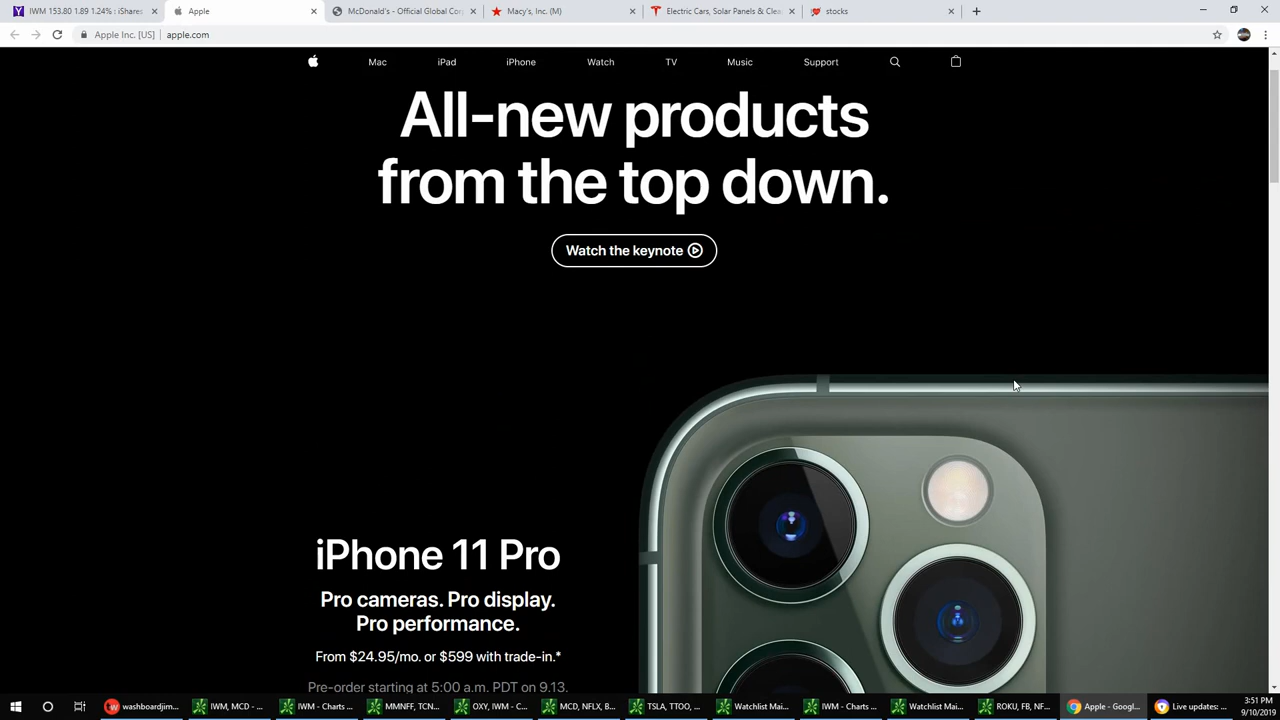 IWM 153.80 1.89 1.24% : iShares
Apple
McDonald's - Official Global Cor
Macy's, Inc. (M)
Electric Cars, Solar Panels & Clea
stocks
Apple Inc. [US] | apple.com
Mac
iPad
iPhone
Watch
TV
Music
Support
All-new products
from the top down.
Watch the keynote
iPhone 11 Pro
Pro cameras. Pro display.
Pro performance.
From $24.95/mo. or $599 with trade-in.*
Pre-order starting at 5:00 a.m. PDT on 9.13.
washboardjim...
IWM, MCD - ...
IWM - Charts ...
MMNFF, TCN...
OXY, IWM - C...
MCD, NFLX, B...
TSLA, TTOO, ...
Watchlist Mai...
IWM - Charts ...
Watchlist Mai...
ROKU, FB, NF...
Apple - Googl...
Live updates: ...
3:51 PM
9/10/2019